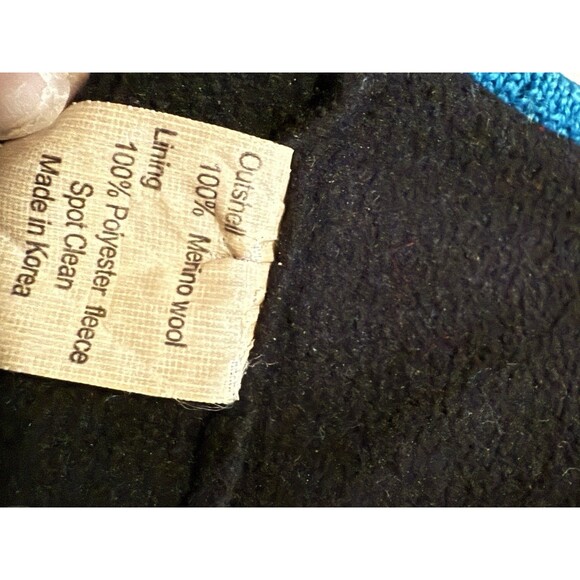 Outshell
100% Merino wool
Lining
100% Polyester fleece
Spot Clean
Made in Korea